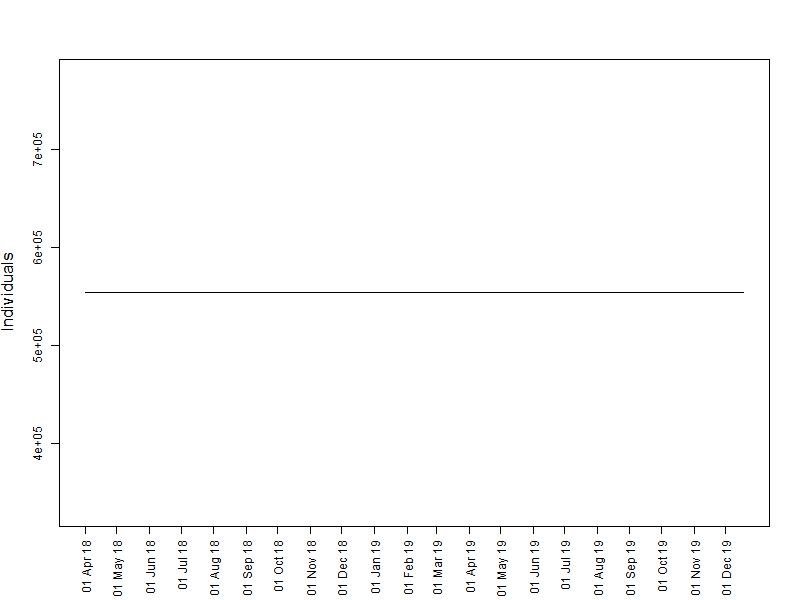 Individuals
7e+05
6e+05
5e+05
4e+05
01 Apr 18
01 May 18
01 Jun 18
01 Jul 18
01 Aug 18
01 Sep 18
01 Oct 18
01 Nov 18
01 Dec 18
01 Jan 19
01 Feb 19
01 Mar 19
01 Apr 19
01 May 19
01 Jun 19
01 Jul 19
01 Aug 19
01 Sep 19
01 Oct 19
01 Nov 19
01 Dec 19